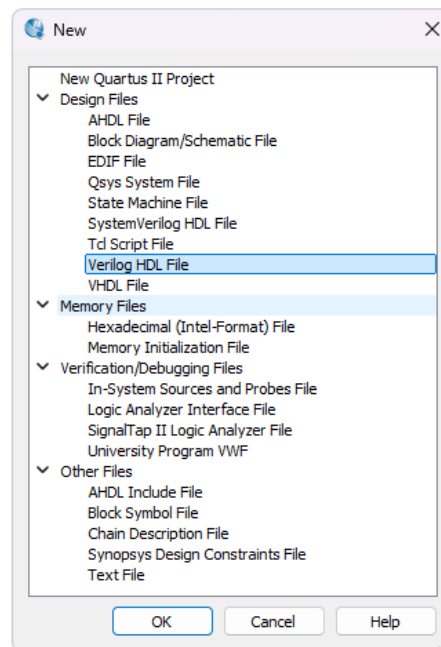 New
New Quartus II Project
Design Files
AHDL File
Block Diagram/Schematic File
EDIF File
Qsys System File
State Machine File
SystemVerilog HDL File
Tcl Script File
Verilog HDL File
VHDL File
Memory Files
Hexadecimal (Intel-Format) File
Memory Initialization File
Verification/Debugging Files
In-System Sources and Probes File
Logic Analyzer Interface File
SignalTap II Logic Analyzer File
University Program VWF
Other Files
AHDL Include File
Block Symbol File
Chain Description File
Synopsys Design Constraints File
Text File
OK Cancel Help